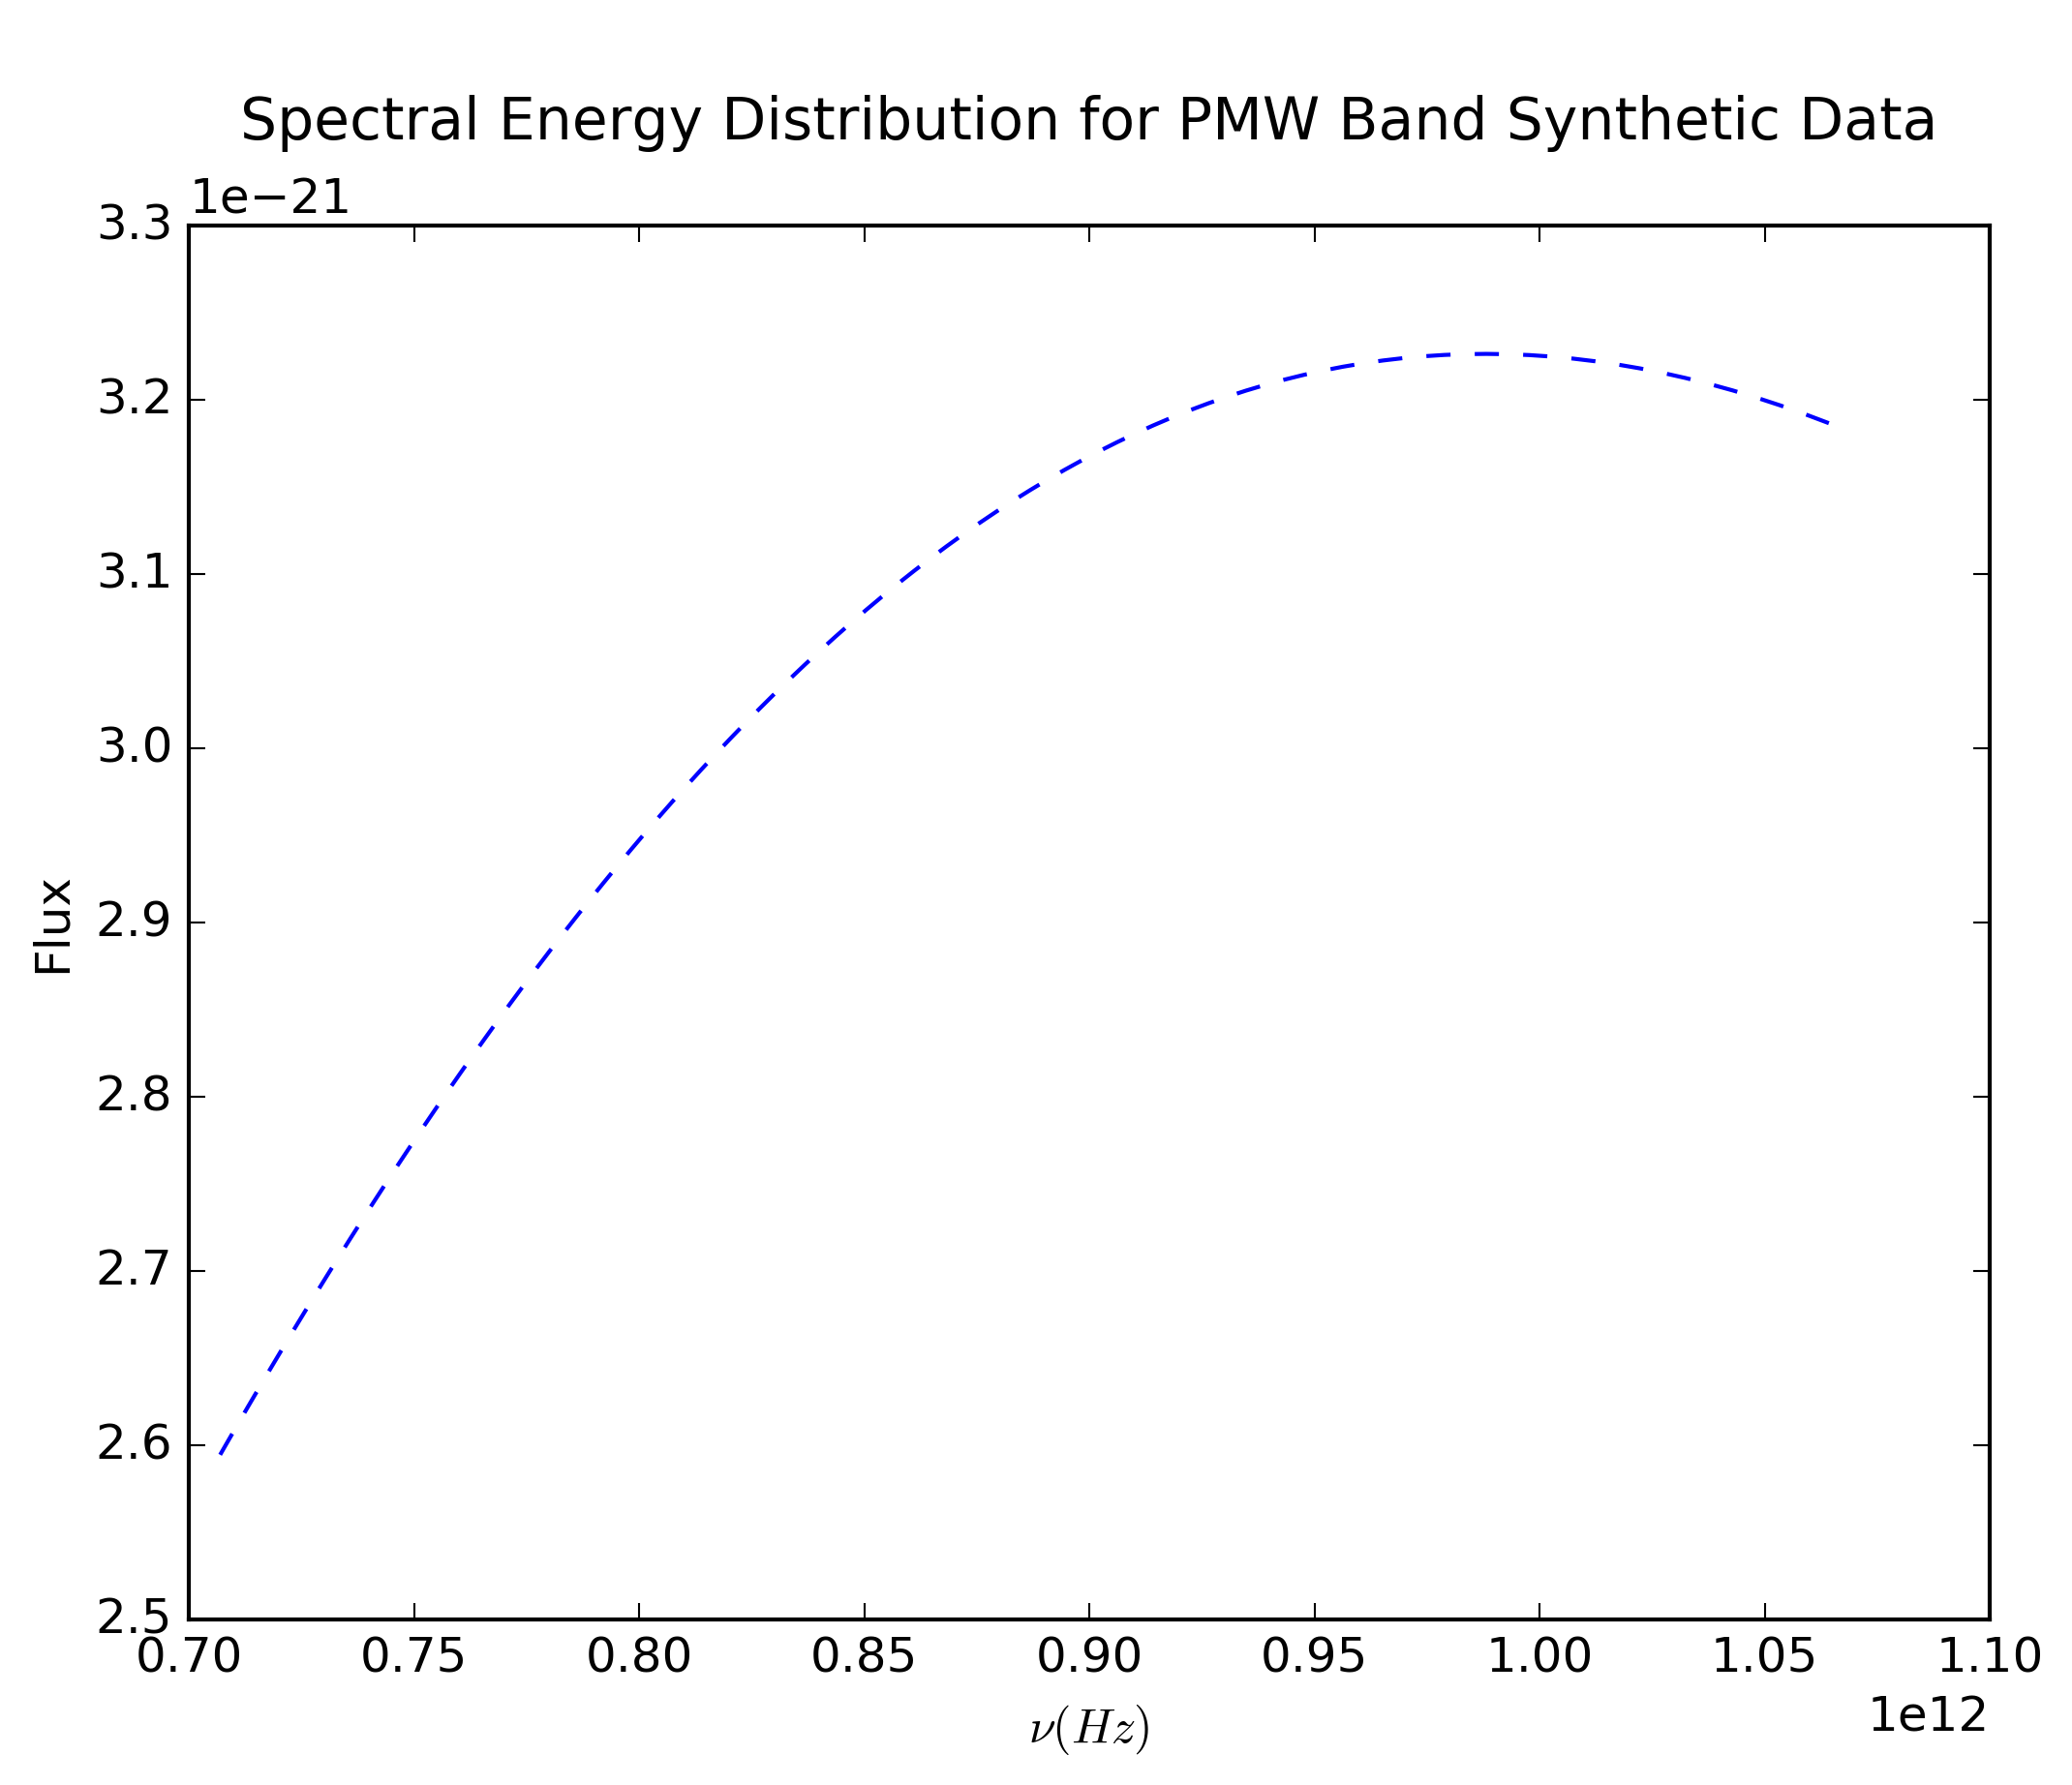 Spectral Energy Distribution for PMW Band Synthetic Data
1e−21
3.3
3.2
3.1
3.0
2.9
2.8
2.7
2.6
2.5
Flux
0.70 0.75 0.80 0.85 0.90 0.95 1.00 1.05 1.10
ν(Hz)
1e12